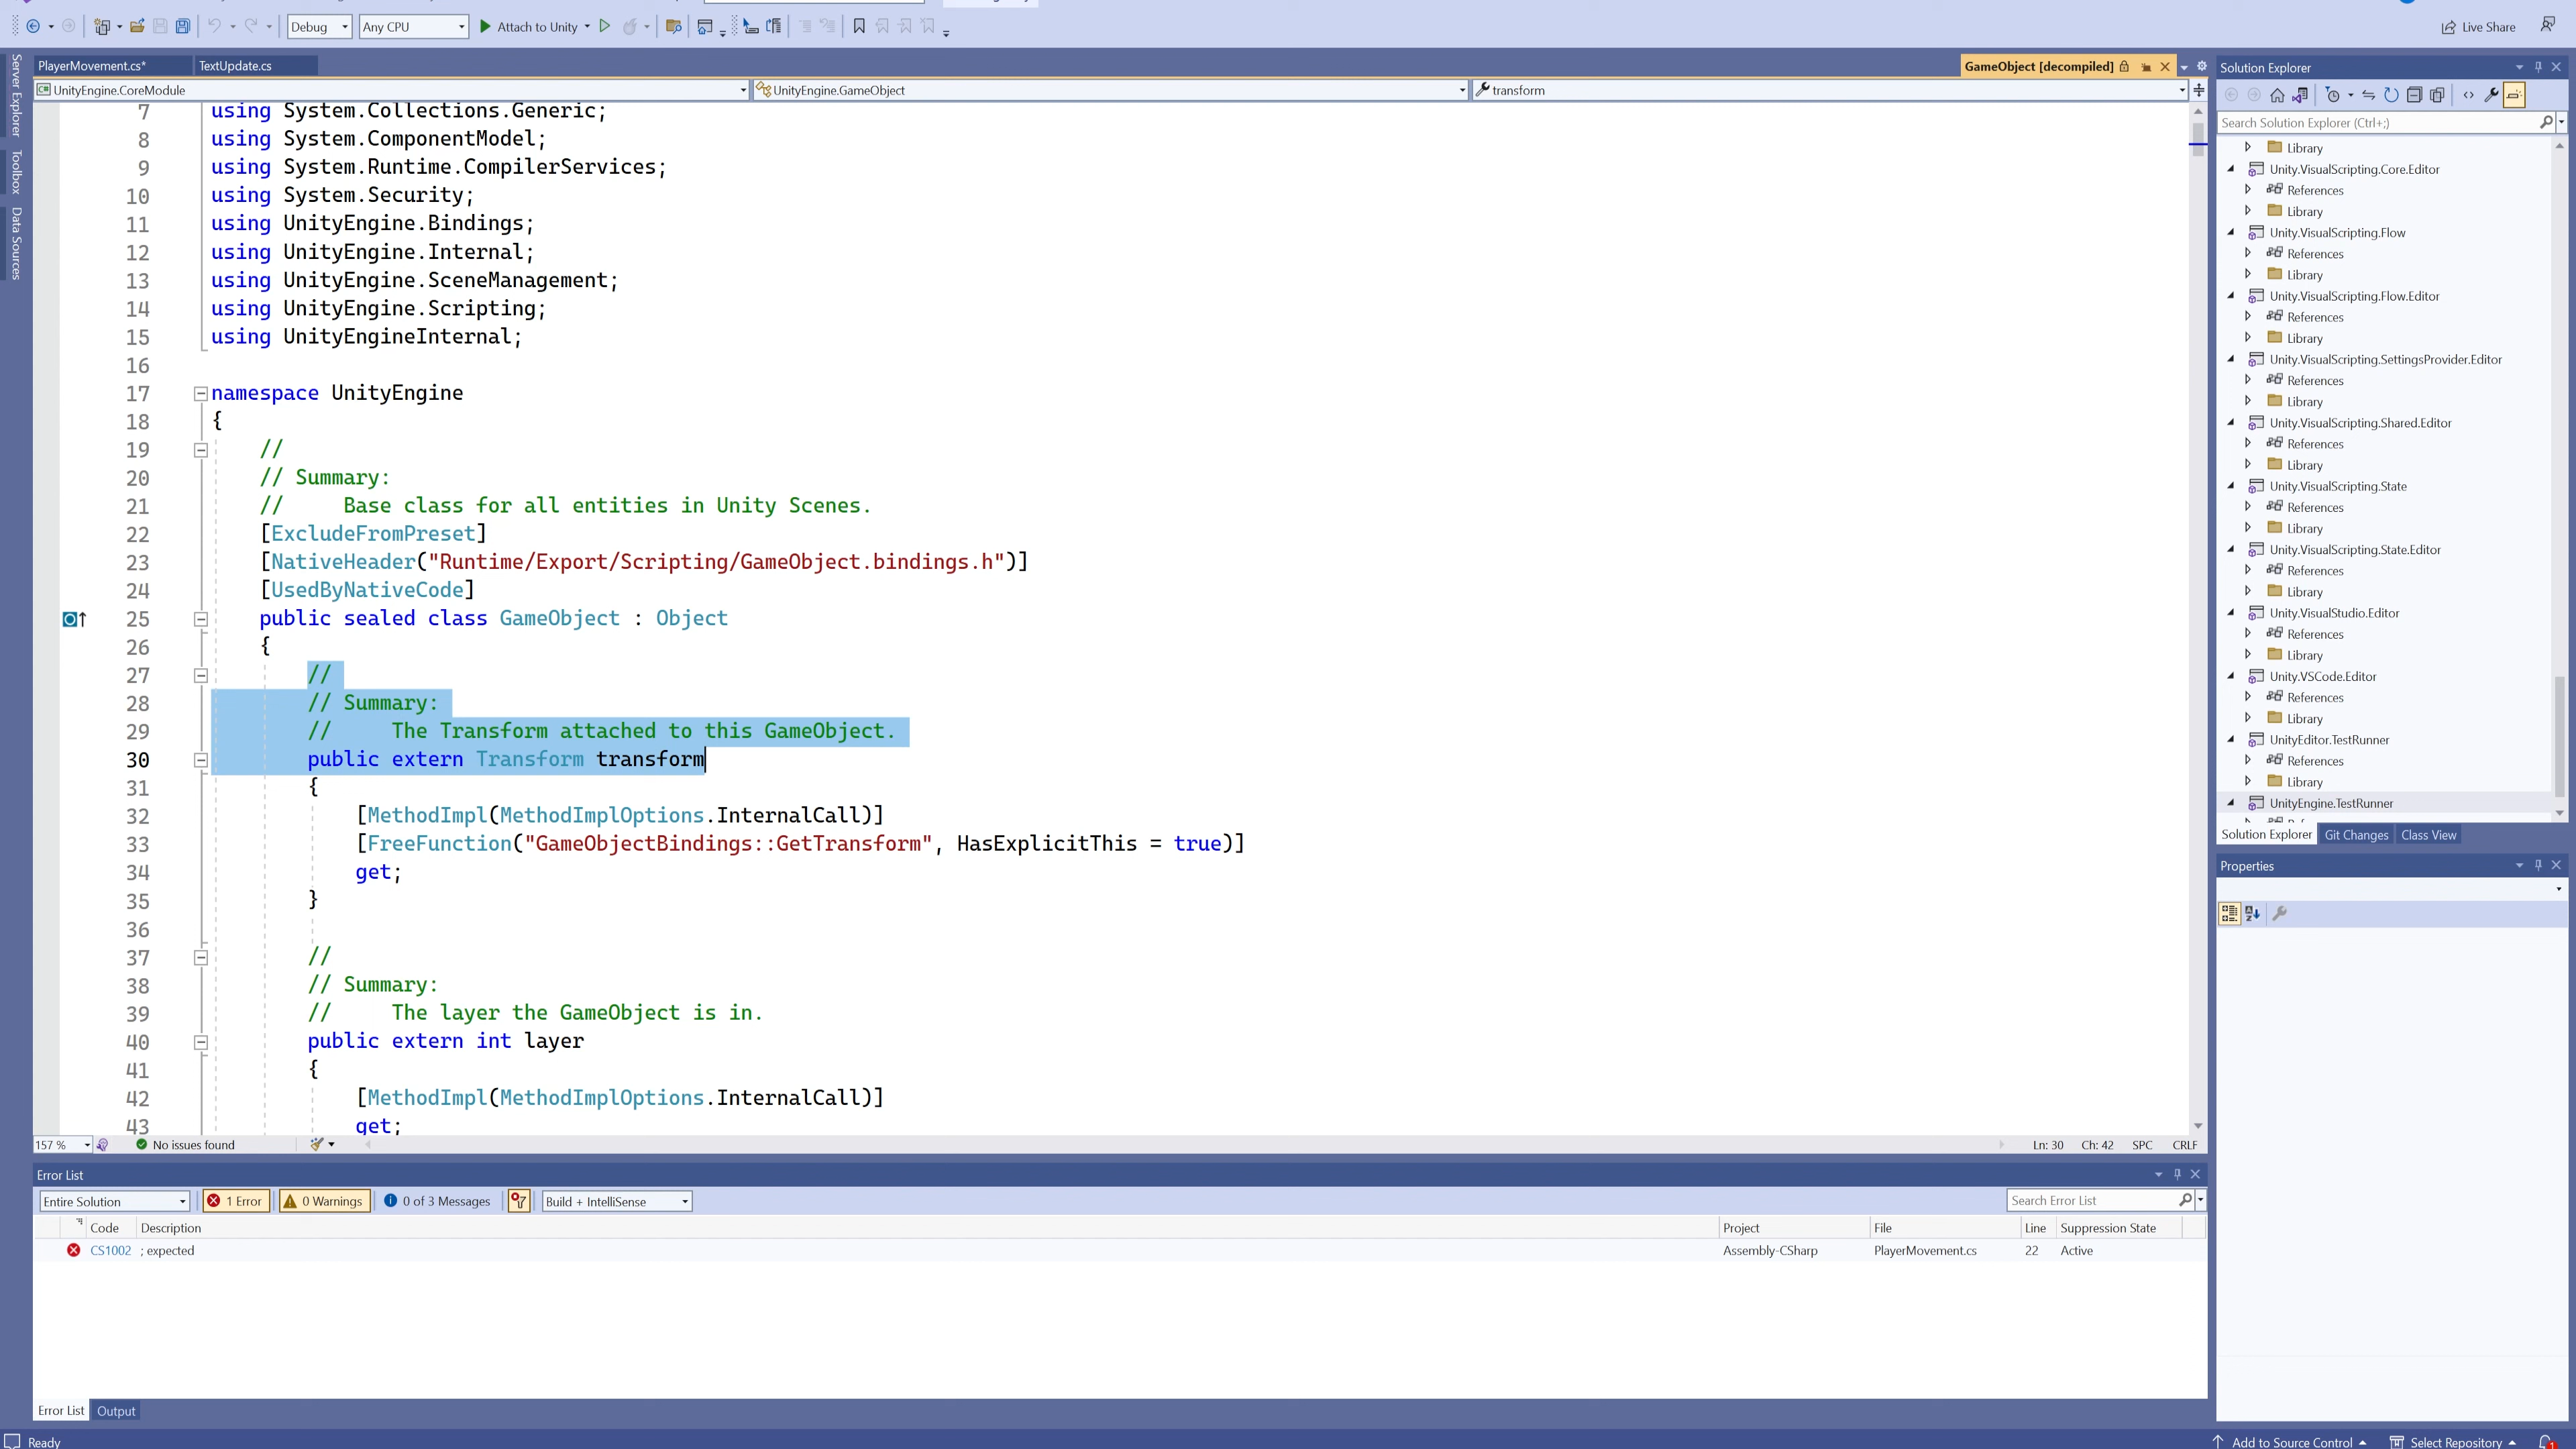 Debug
Any CPU
Attach to Unity
Live Share
Server Explorer
Toolbox
Data Sources
PlayerMovement.cs*
TextUpdate.cs
GameObject [decompiled]
UnityEngine.CoreModule
UnityEngine.GameObject
transform
7 using System.Collections.Generic;
8 using System.ComponentModel;
9 using System.Runtime.CompilerServices;
10 using System.Security;
11 using UnityEngine.Bindings;
12 using UnityEngine.Internal;
13 using UnityEngine.SceneManagement;
14 using UnityEngine.Scripting;
15 using UnityEngineInternal;
16
17 namespace UnityEngine
18 {
19 //
20 // Summary:
21 //     Base class for all entities in Unity Scenes.
22 [ExcludeFromPreset]
23 [NativeHeader("Runtime/Export/Scripting/GameObject.bindings.h")]
24 [UsedByNativeCode]
25 public sealed class GameObject : Object
26 {
27 //
28 // Summary:
29 //     The Transform attached to this GameObject.
30 public extern Transform transform
31 {
32 [MethodImpl(MethodImplOptions.InternalCall)]
33 [FreeFunction("GameObjectBindings::GetTransform", HasExplicitThis = true)]
34 get;
35 }
36
37 //
38 // Summary:
39 //     The layer the GameObject is in.
40 public extern int layer
41 {
42 [MethodImpl(MethodImplOptions.InternalCall)]
43 get;
157 %
No issues found
Ln: 30
Ch: 42
SPC
CRLF
Error List
Entire Solution
1 Error
0 Warnings
0 of 3 Messages
Build + IntelliSense
Search Error List
Code
Description
Project
File
Line
Suppression State
CS1002
; expected
Assembly-CSharp
PlayerMovement.cs
22
Active
Error List
Output
Ready
Solution Explorer
Search Solution Explorer (Ctrl+;)
Library
Unity.VisualScripting.Core.Editor
References
Library
Unity.VisualScripting.Flow
References
Library
Unity.VisualScripting.Flow.Editor
References
Library
Unity.VisualScripting.SettingsProvider.Editor
References
Library
Unity.VisualScripting.Shared.Editor
References
Library
Unity.VisualScripting.State
References
Library
Unity.VisualScripting.State.Editor
References
Library
Unity.VisualStudio.Editor
References
Library
Unity.VSCode.Editor
References
Library
UnityEditor.TestRunner
References
Library
UnityEngine.TestRunner
Solution Explorer
Git Changes
Class View
Properties
Add to Source Control
Select Repository
1